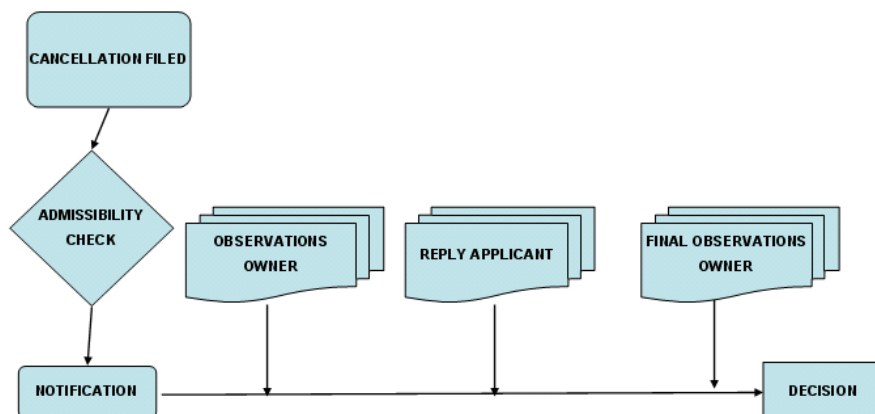 CANCELLATION FILED
ADMISSIBILITY
CHECK
OBSERVATIONS
OWNER
REPLY APPLICANT
FINAL OBSERVATIONS
OWNER
NOTIFICATION
DECISION